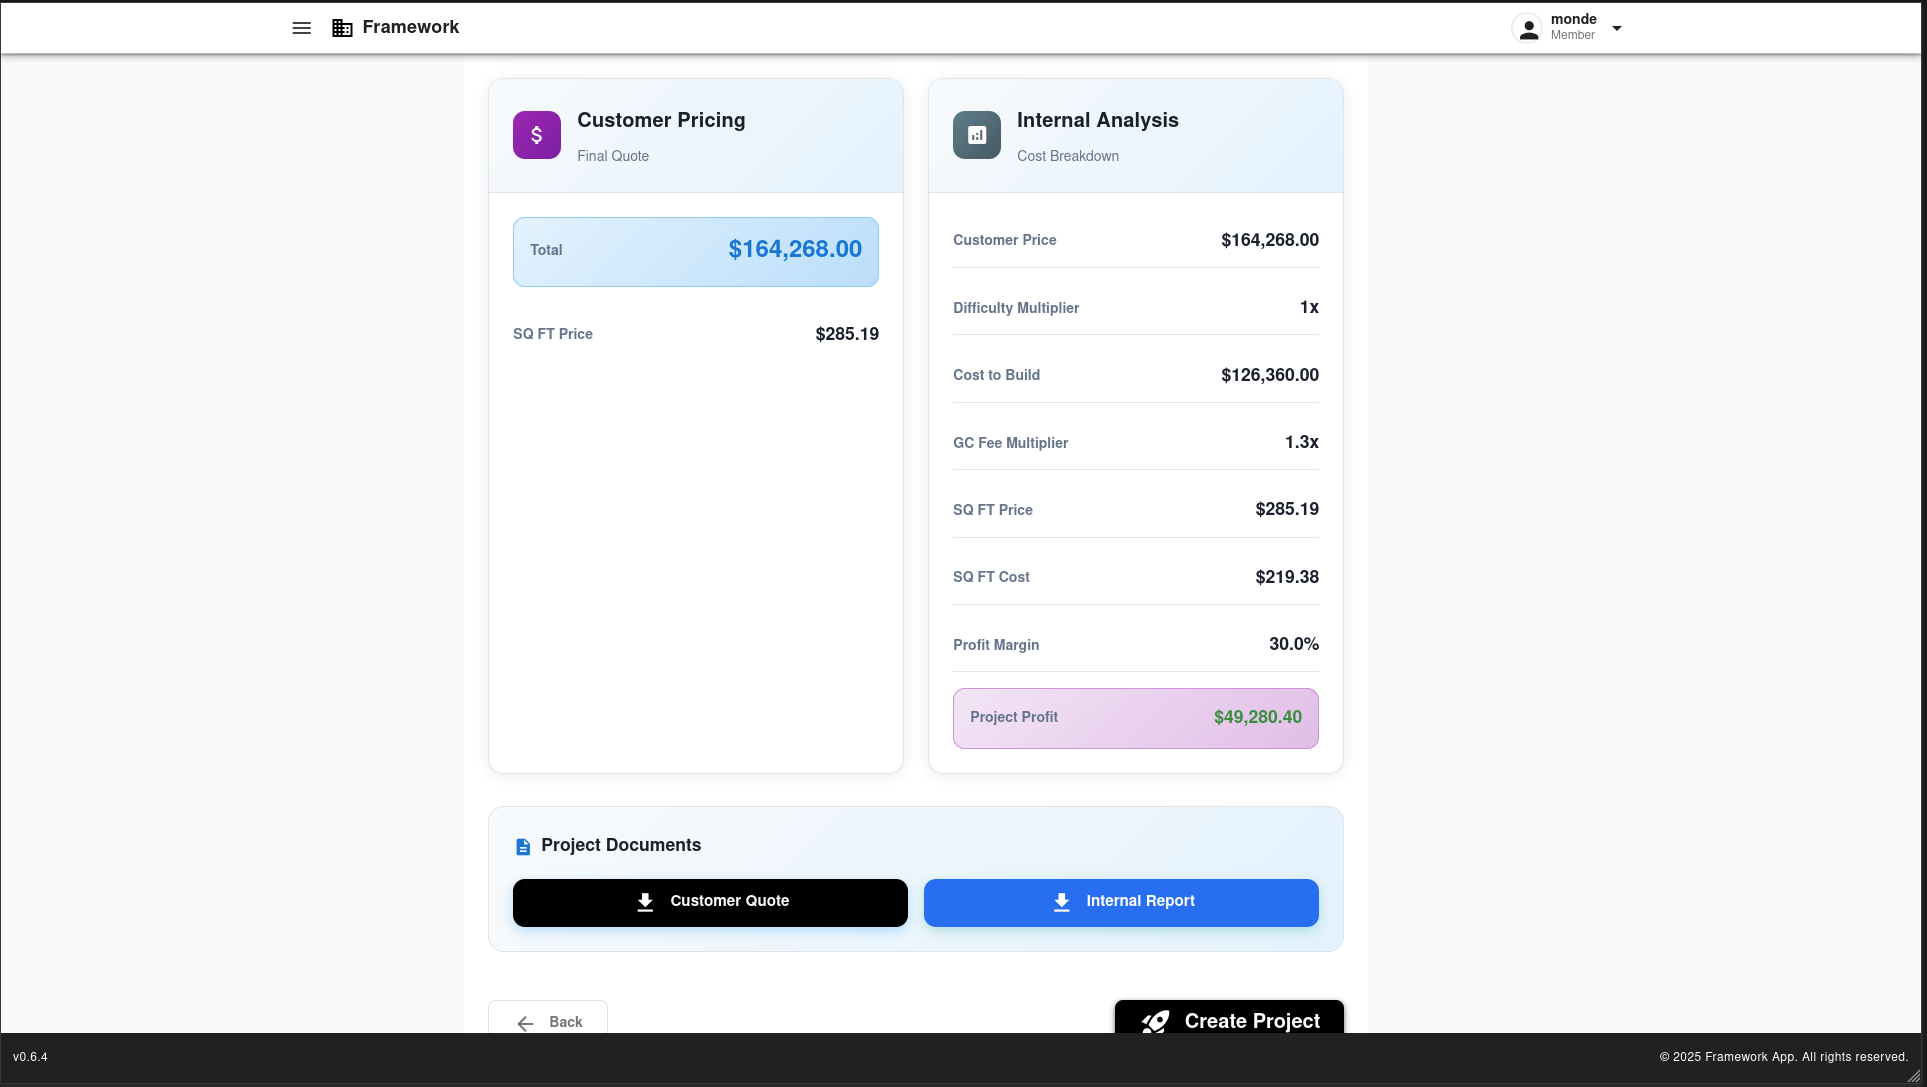 Framework
monde
Member
Customer Pricing
Final Quote
Total $164,268.00
SQ FT Price $285.19
Internal Analysis
Cost Breakdown
Customer Price $164,268.00
Difficulty Multiplier 1x
Cost to Build $126,360.00
GC Fee Multiplier 1.3x
SQ FT Price $285.19
SQ FT Cost $219.38
Profit Margin 30.0%
Project Profit $49,280.40
Project Documents
Customer Quote
Internal Report
Back
Create Project
v0.6.4
© 2025 Framework App. All rights reserved.